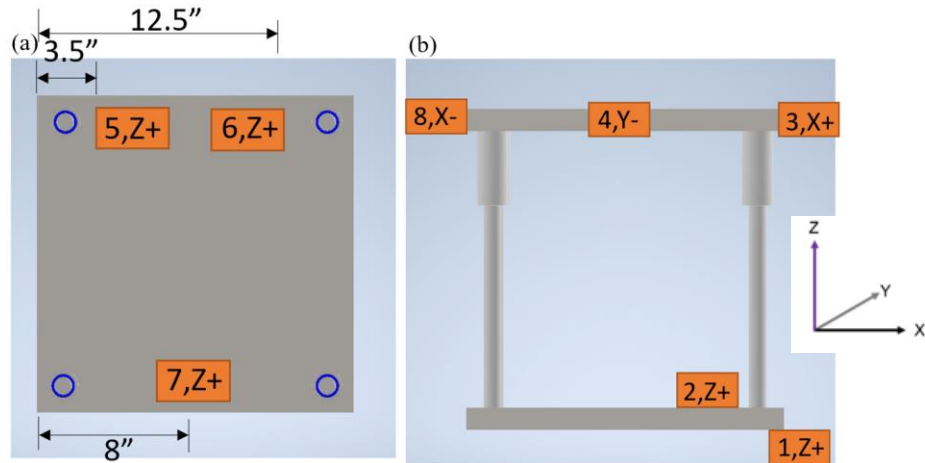 12.5”
(a)
3.5”
5,Z+
6,Z+
7,Z+
8”
(b)
8,X-
4,Y-
3,X+
2,Z+
1,Z+
Z
Y
X